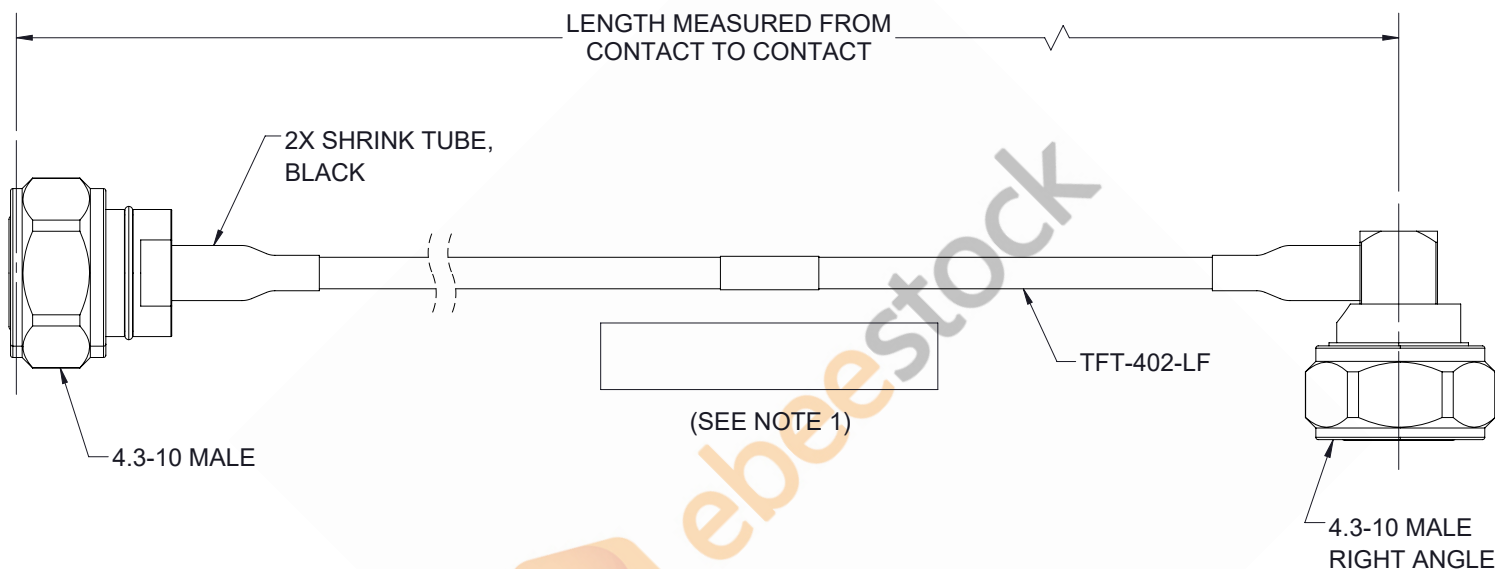 LENGTH MEASURED FROM
CONTACT TO CONTACT
2X SHRINK TUBE,
BLACK
TFT-402-LF
(SEE NOTE 1)
4.3-10 MALE
4.3-10 MALE
RIGHT ANGLE
ebeestock